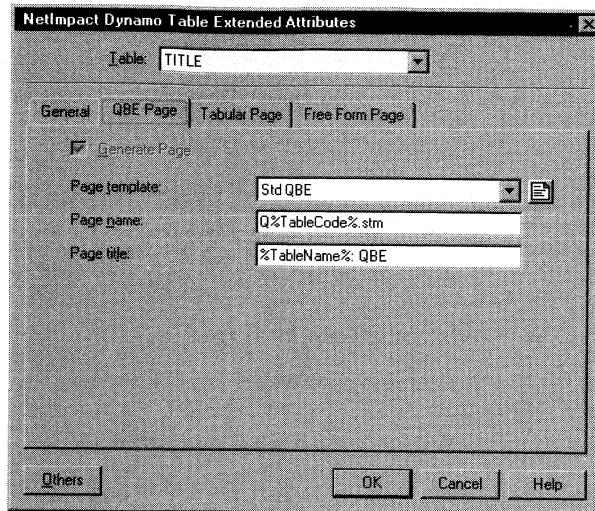 NetImpact Dynamo Table Extended Attributes
Table: TITLE
General QBE Page Tabular Page Free Form Page
Generate Page
Page template: Std QBE
Page name: Q%TableCode%.stm
Page title: %TableName%: QBE
Others OK Cancel Help